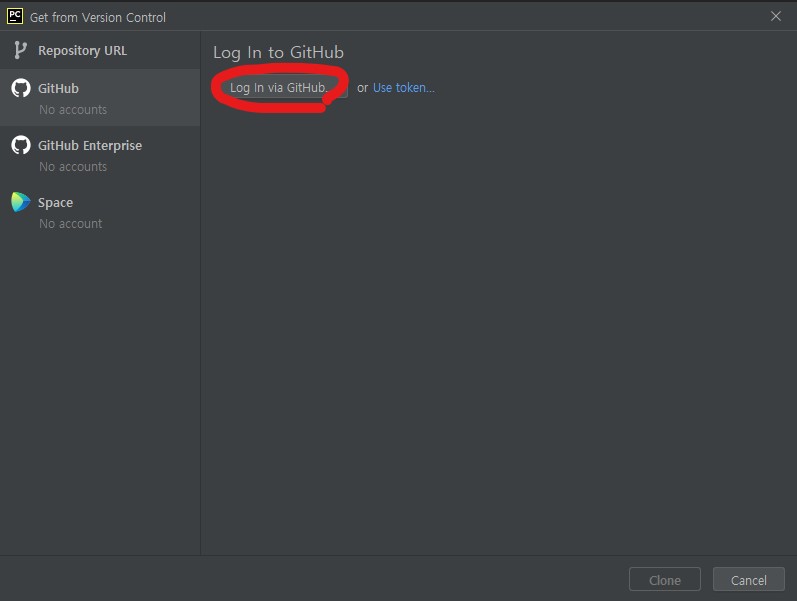 PC
Get from Version Control
Repository URL
GitHub
No accounts
GitHub Enterprise
No accounts
Space
No account
Log In to GitHub
Log In via GitHub. or Use token...
Clone
Cancel